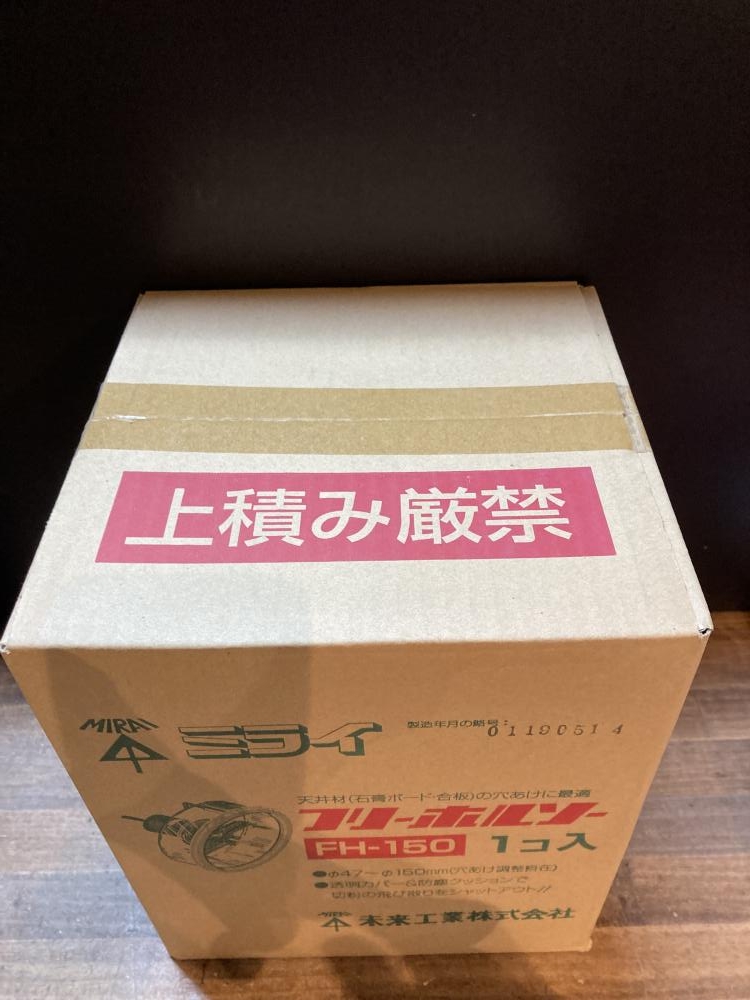 上積み厳禁
MIRAI ミライ
製造年月の略号:
01190514
天井材(石膏ボード・合板)の穴あけに最適
フリーホルソー
FH-150 1コ入
●φ47〜φ150mm(穴あけ調整自在)
●透明カバー&防塵クッションで
切粉の飛び散りをシャットアウト!!
未来工業株式会社